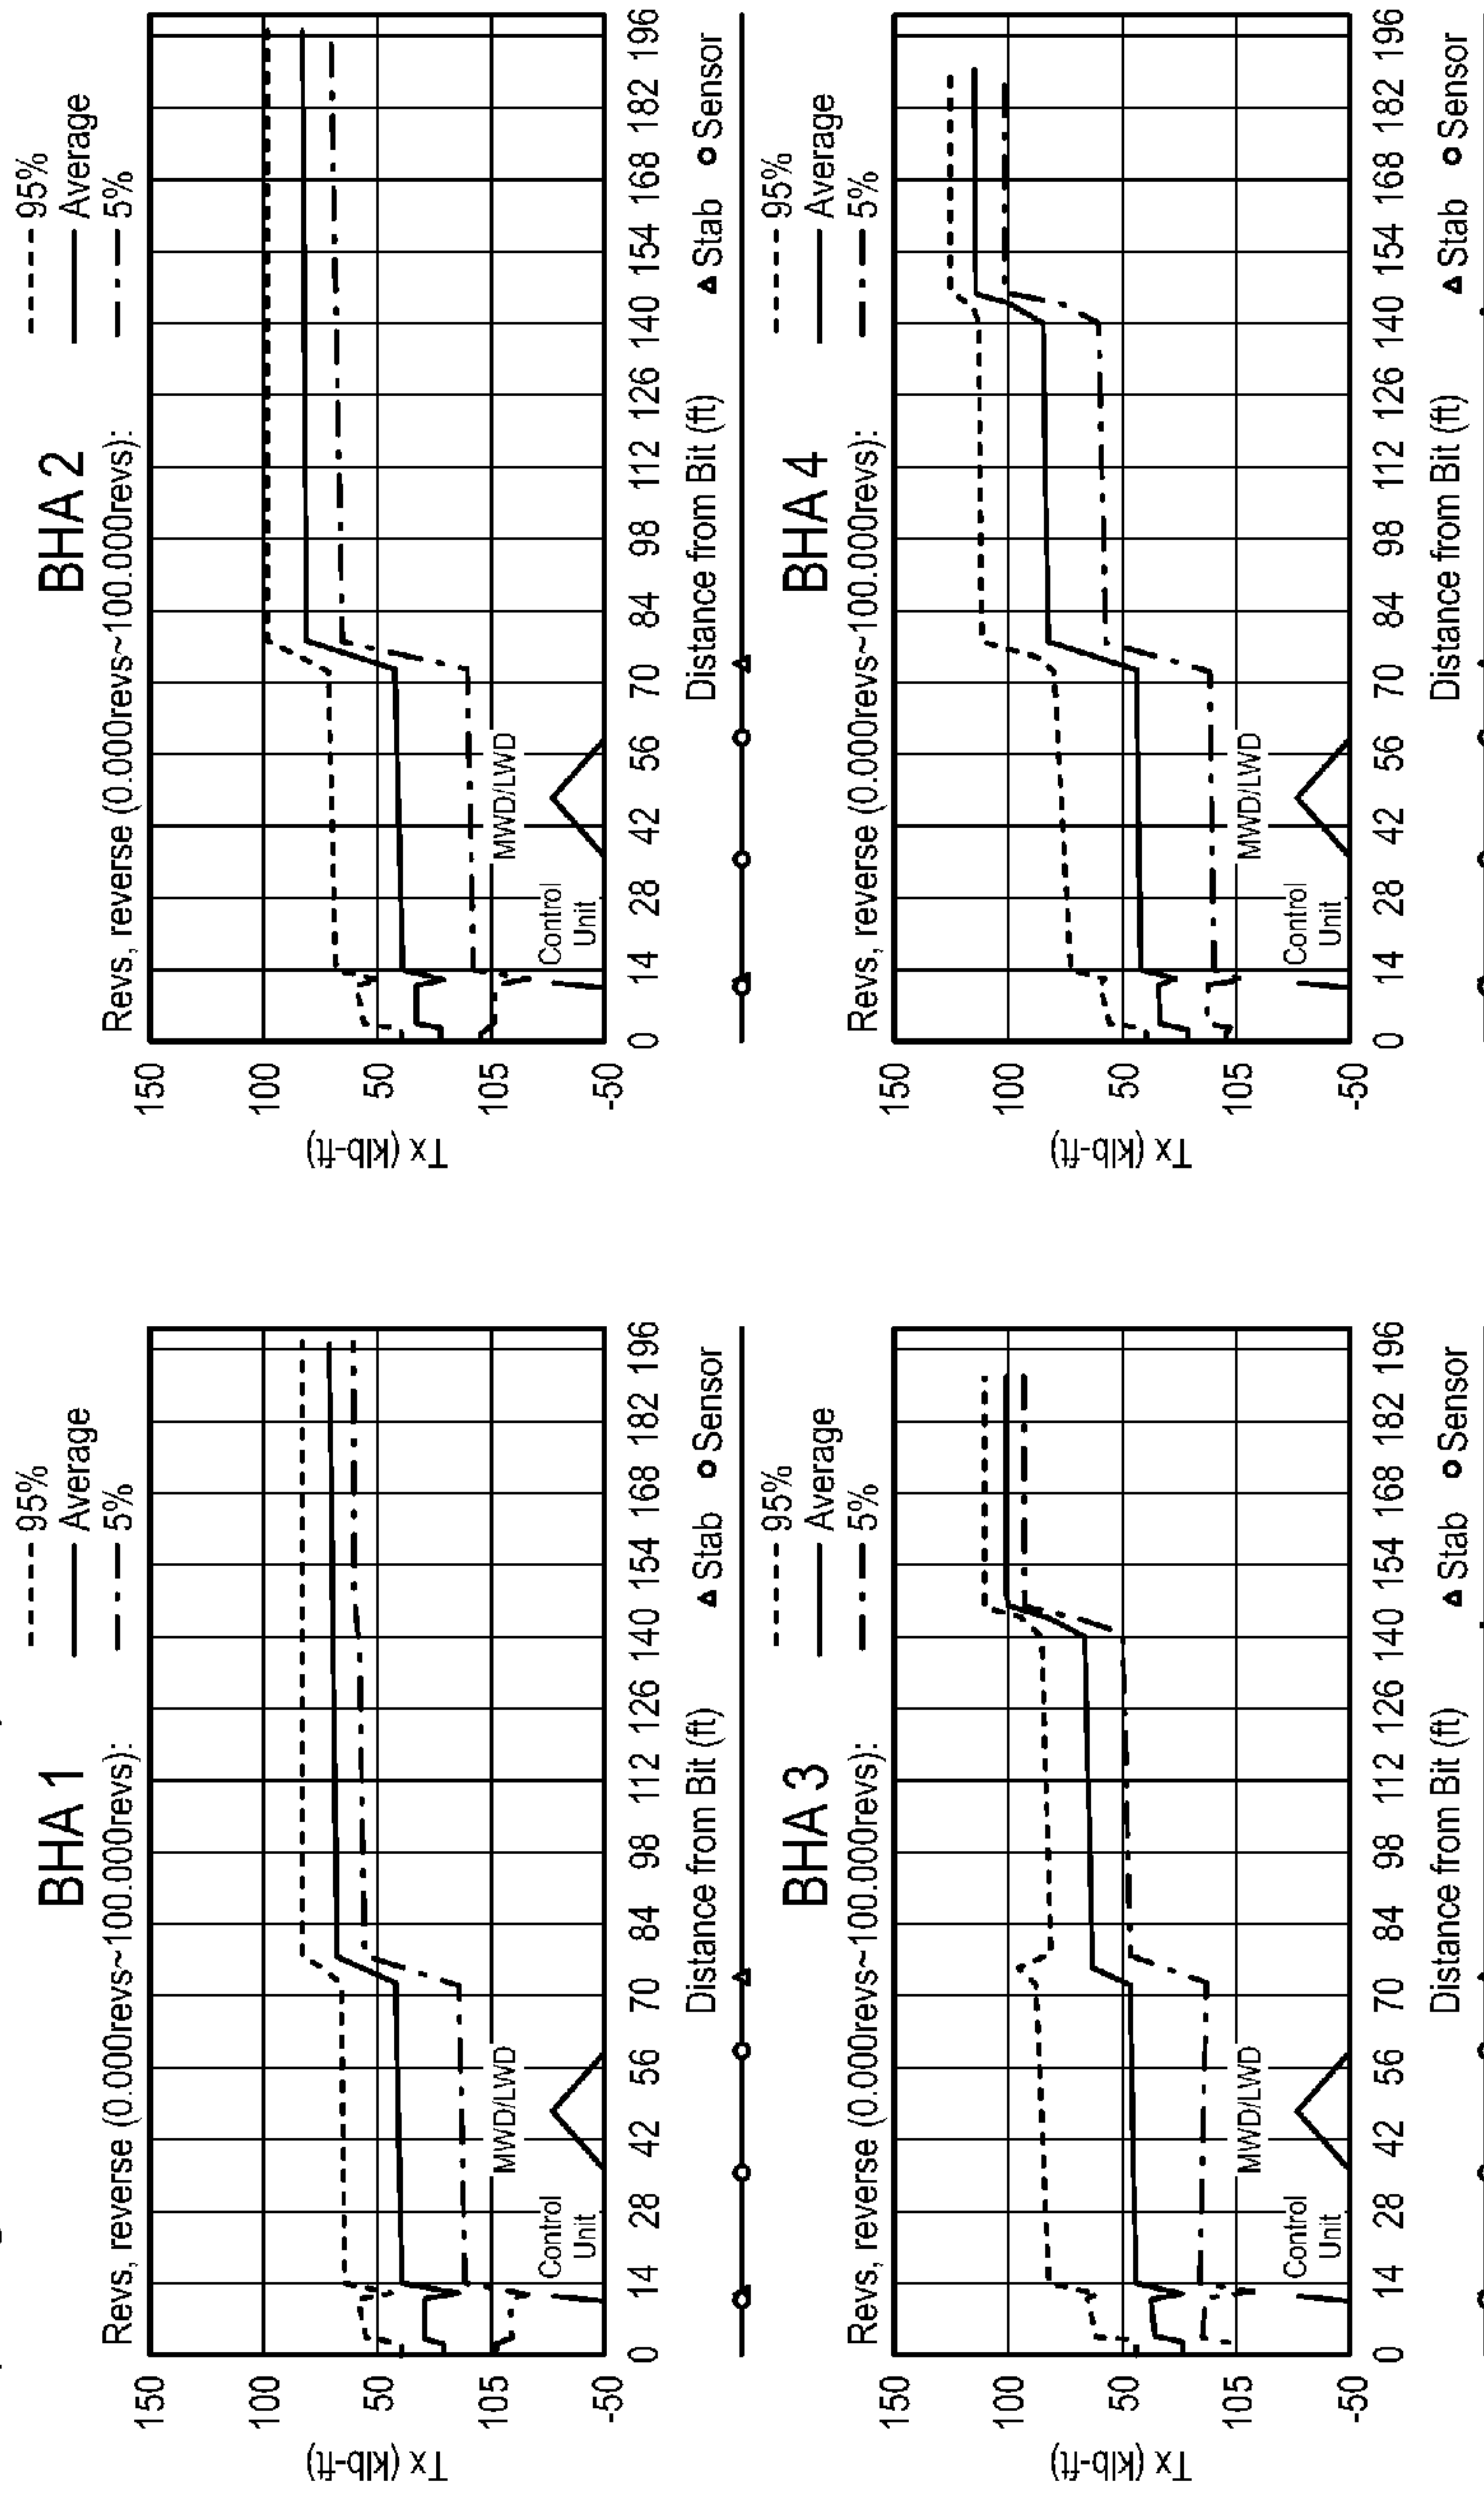 BHA 1
Revs, reverse (0.000revs~100.000revs):
95%
Average
5%
Tx (klb-ft)
150
100
50
105
-50
Control
Unit
MWD/LWD
0 14 28 42 56 70 84 98 112 126 140 154 168 182 196
Distance from Bit (ft)
Stab
Sensor
BHA 2
Revs, reverse (0.000revs~100.000revs):
95%
Average
5%
Tx (klb-ft)
150
100
50
105
-50
Control
Unit
MWD/LWD
0 14 28 42 56 70 84 98 112 126 140 154 168 182 196
Distance from Bit (ft)
Stab
Sensor
BHA 3
Revs, reverse (0.000revs~100.000revs):
95%
Average
5%
Tx (klb-ft)
150
100
50
105
-50
Control
Unit
MWD/LWD
0 14 28 42 56 70 84 98 112 126 140 154 168 182 196
Distance from Bit (ft)
Stab
Sensor
BHA 4
Revs, reverse (0.000revs~100.000revs):
95%
Average
5%
Tx (klb-ft)
150
100
50
105
-50
Control
Unit
MWD/LWD
0 14 28 42 56 70 84 98 112 126 140 154 168 182 196
Distance from Bit (ft)
Stab
Sensor